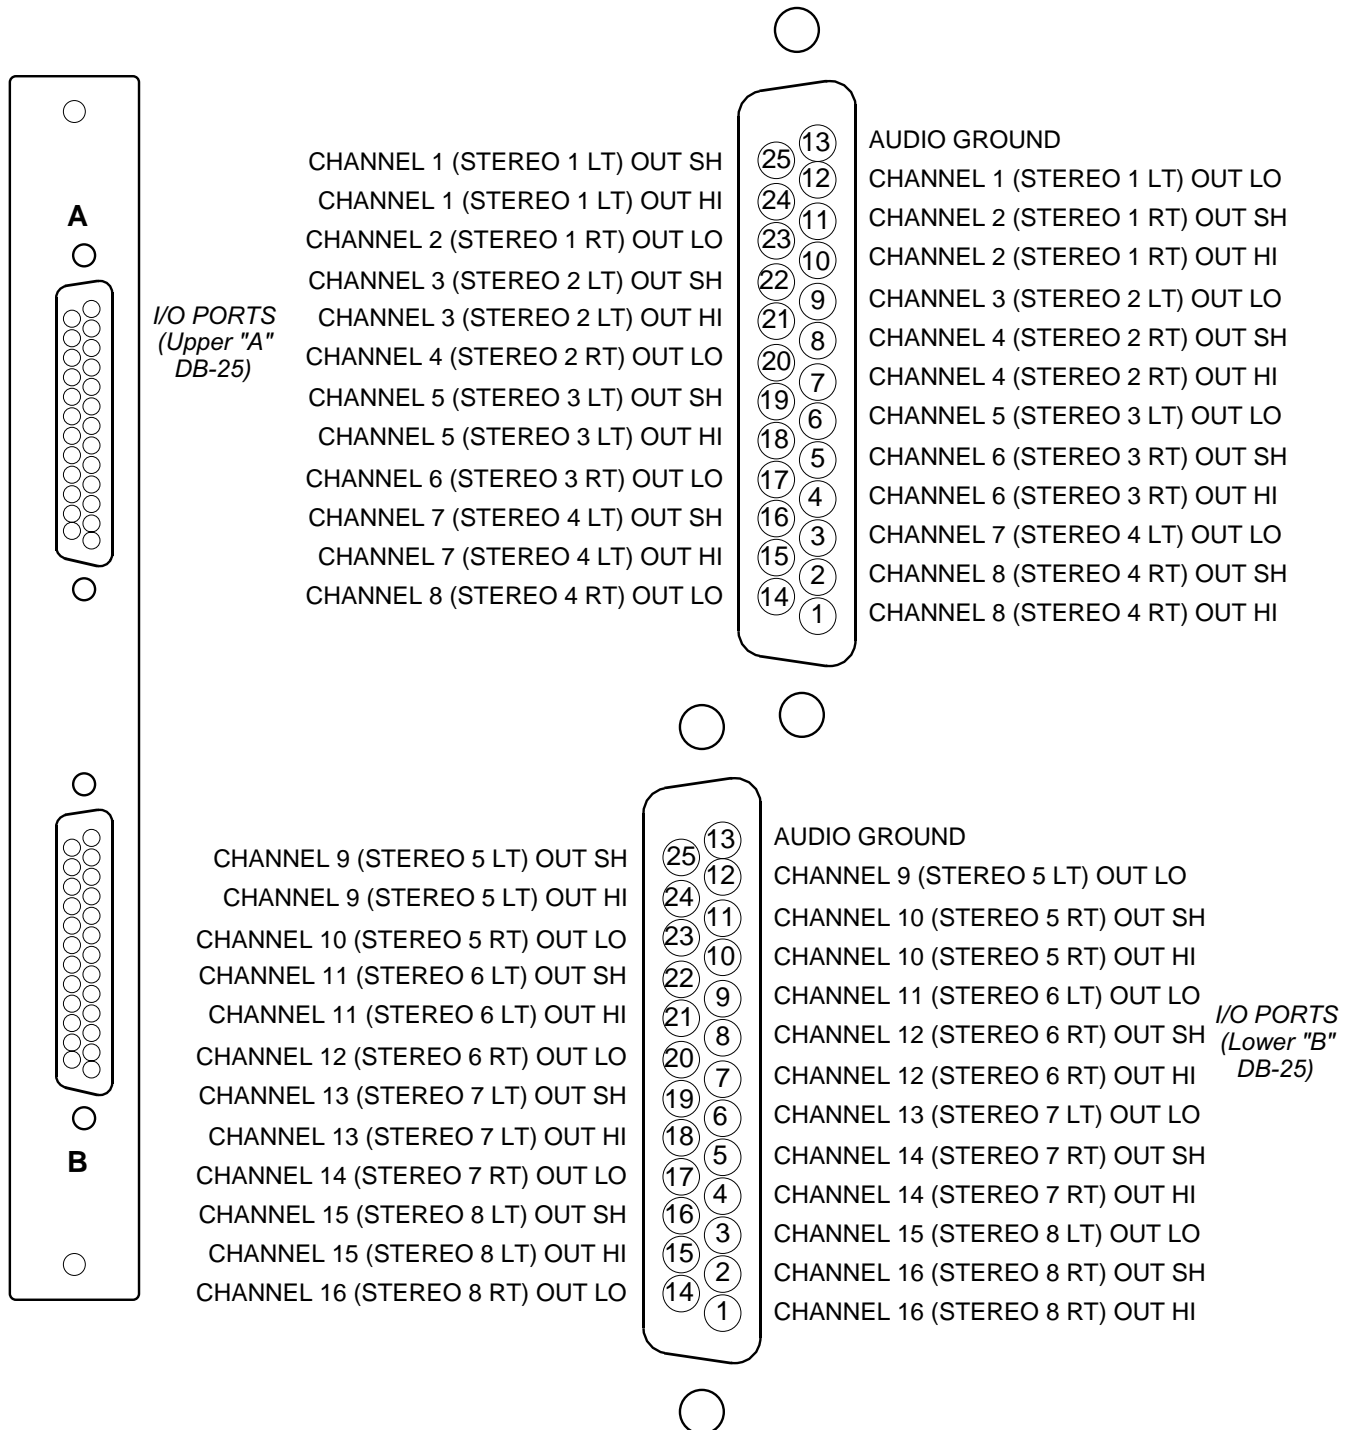 A
I/O PORTS
(Upper "A"
DB-25)
CHANNEL 1 (STEREO 1 LT) OUT SH
CHANNEL 1 (STEREO 1 LT) OUT HI
CHANNEL 2 (STEREO 1 RT) OUT LO
CHANNEL 3 (STEREO 2 LT) OUT SH
CHANNEL 3 (STEREO 2 LT) OUT HI
CHANNEL 4 (STEREO 2 RT) OUT LO
CHANNEL 5 (STEREO 3 LT) OUT SH
CHANNEL 5 (STEREO 3 LT) OUT HI
CHANNEL 6 (STEREO 3 RT) OUT LO
CHANNEL 7 (STEREO 4 LT) OUT SH
CHANNEL 7 (STEREO 4 LT) OUT HI
CHANNEL 8 (STEREO 4 RT) OUT LO
25
24
23
22
21
20
19
18
17
16
15
14
13
12
11
10
9
8
7
6
5
4
3
2
1
AUDIO GROUND
CHANNEL 1 (STEREO 1 LT) OUT LO
CHANNEL 2 (STEREO 1 RT) OUT SH
CHANNEL 2 (STEREO 1 RT) OUT HI
CHANNEL 3 (STEREO 2 LT) OUT LO
CHANNEL 4 (STEREO 2 RT) OUT SH
CHANNEL 4 (STEREO 2 RT) OUT HI
CHANNEL 5 (STEREO 3 LT) OUT LO
CHANNEL 6 (STEREO 3 RT) OUT SH
CHANNEL 6 (STEREO 3 RT) OUT HI
CHANNEL 7 (STEREO 4 LT) OUT LO
CHANNEL 8 (STEREO 4 RT) OUT SH
CHANNEL 8 (STEREO 4 RT) OUT HI
B
CHANNEL 9 (STEREO 5 LT) OUT SH
CHANNEL 9 (STEREO 5 LT) OUT HI
CHANNEL 10 (STEREO 5 RT) OUT LO
CHANNEL 11 (STEREO 6 LT) OUT SH
CHANNEL 11 (STEREO 6 LT) OUT HI
CHANNEL 12 (STEREO 6 RT) OUT LO
CHANNEL 13 (STEREO 7 LT) OUT SH
CHANNEL 13 (STEREO 7 LT) OUT HI
CHANNEL 14 (STEREO 7 RT) OUT LO
CHANNEL 15 (STEREO 8 LT) OUT SH
CHANNEL 15 (STEREO 8 LT) OUT HI
CHANNEL 16 (STEREO 8 RT) OUT LO
25
24
23
22
21
20
19
18
17
16
15
14
13
12
11
10
9
8
7
6
5
4
3
2
1
AUDIO GROUND
CHANNEL 9 (STEREO 5 LT) OUT LO
CHANNEL 10 (STEREO 5 RT) OUT SH
CHANNEL 10 (STEREO 5 RT) OUT HI
CHANNEL 11 (STEREO 6 LT) OUT LO
CHANNEL 12 (STEREO 6 RT) OUT SH
CHANNEL 12 (STEREO 6 RT) OUT HI
CHANNEL 13 (STEREO 7 LT) OUT LO
CHANNEL 14 (STEREO 7 RT) OUT SH
CHANNEL 14 (STEREO 7 RT) OUT HI
CHANNEL 15 (STEREO 8 LT) OUT LO
CHANNEL 16 (STEREO 8 RT) OUT SH
CHANNEL 16 (STEREO 8 RT) OUT HI
I/O PORTS
(Lower "B"
DB-25)